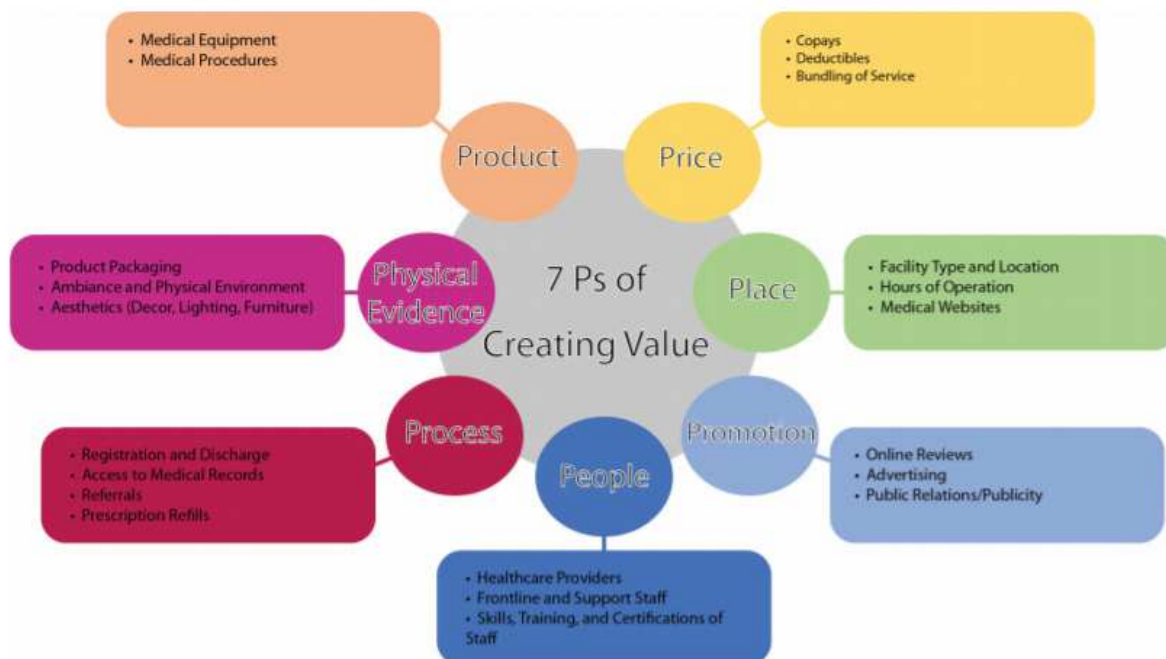 • Medical Equipment
• Medical Procedures
Product
• Copays
• Deductibles
• Bundling of Service
Price
• Product Packaging
• Ambiance and Physical Environment
• Aesthetics (Decor, Lighting, Furniture)
Physical
Evidence
7 Ps of
Creating Value
Place
• Facility Type and Location
• Hours of Operation
• Medical Websites
• Registration and Discharge
• Access to Medical Records
• Referrals
• Prescription Refills
Process
People
• Healthcare Providers
• Frontline and Support Staff
• Skills, Training, and Certifications of
Staff
Promotion
• Online Reviews
• Advertising
• Public Relations/Publicity